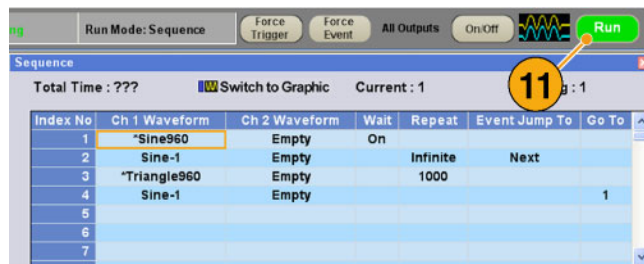 Run Mode: Sequence Force Trigger Force Event All Outputs On/Off Run
Sequence
Total Time : ??? Switch to Graphic Current : 1 : 1
11
Index No Ch 1 Waveform Ch 2 Waveform Wait Repeat Event Jump To Go To
1 *Sine960 Empty On
2 Sine-1 Empty Infinite Next
3 *Triangle960 Empty 1000
4 Sine-1 Empty 1
5
6
7